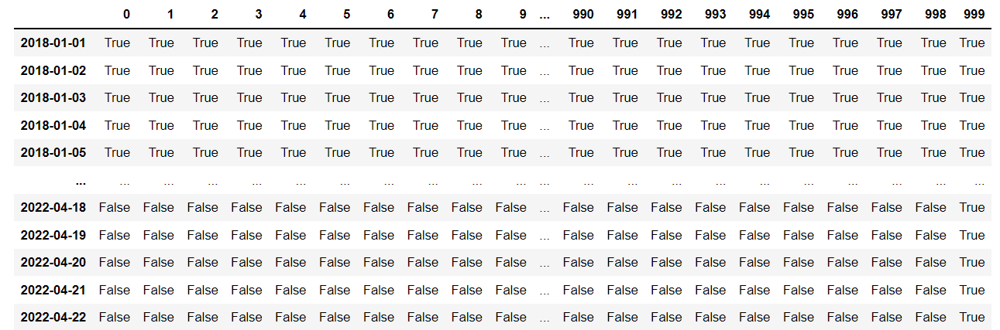 0 1 2 3 4 5 6 7 8 9 ... 990 991 992 993 994 995 996 997 998 999
2018-01-01 True True True True True True True True True True ... True True True True True True True True True True
2018-01-02 True True True True True True True True True True ... True True True True True True True True True True
2018-01-03 True True True True True True True True True True ... True True True True True True True True True True
2018-01-04 True True True True True True True True True True ... True True True True True True True True True True
2018-01-05 True True True True True True True True True True ... True True True True True True True True True True
... ... ... ... ... ... ... ... ... ... ... ... ... ... ... ... ... ... ... ... ... ...
2022-04-18 False False False False False False False False False False ... False False False False False False False False False True
2022-04-19 False False False False False False False False False False ... False False False False False False False False False True
2022-04-20 False False False False False False False False False False ... False False False False False False False False False True
2022-04-21 False False False False False False False False False False ... False False False False False False False False False True
2022-04-22 False False False False False False False False False False ... False False False False False False False False False True